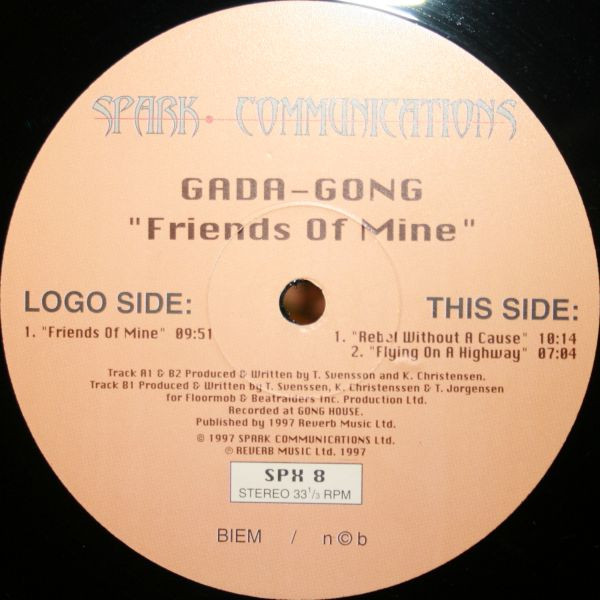 SPARK • COMMUNICATIONS
GADA-GONG
"Friends Of Mine"
LOGO SIDE:
1. "Friends Of Mine" 09:51
THIS SIDE:
1. "Rebel Without A Cause" 10:14
2. "Flying On A Highway" 07:04
Track A1 & B2 Produced & Written by T. Svensson and K. Christensen.
Track B1 Produced & Written by T. Svenssen, K. Christenssen & T. Jorgensen
for Floormob & Beatraiders Inc. Production Ltd.
Recorded at GONG HOUSE.
Published by 1997 Reverb Music Ltd.
© 1997 SPARK COMMUNICATIONS Ltd.
℗ REVERB MUSIC Ltd. 1997
SPX 8
STEREO 33 1/3 RPM
BIEM / n©b